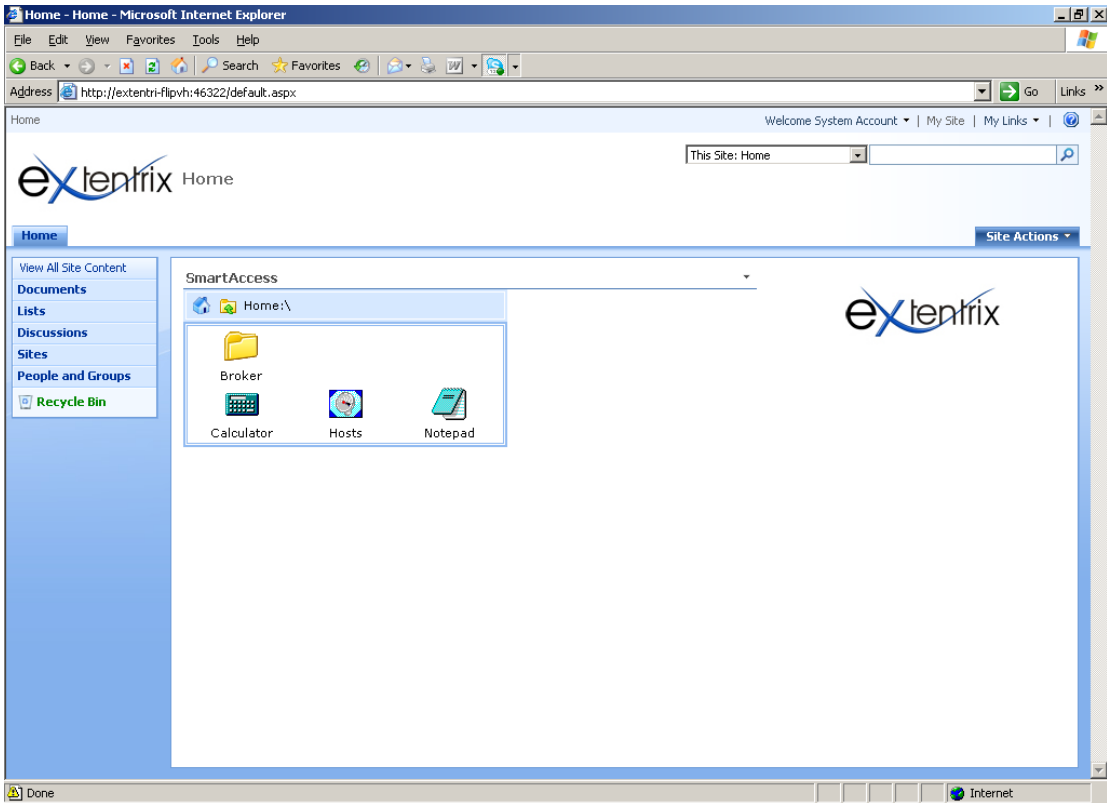 Home - Home - Microsoft Internet Explorer
File Edit View Favorites Tools Help
Back Search Favorites
Address http://extentri-flipvh:46322/default.aspx Go Links »
Home Welcome System Account | My Site | My Links |
This Site: Home
extentrix Home
Home Site Actions
View All Site Content
Documents
Lists
Discussions
Sites
People and Groups
Recycle Bin
SmartAccess
Home:\
Broker
Calculator Hosts Notepad
extentrix
Done Internet